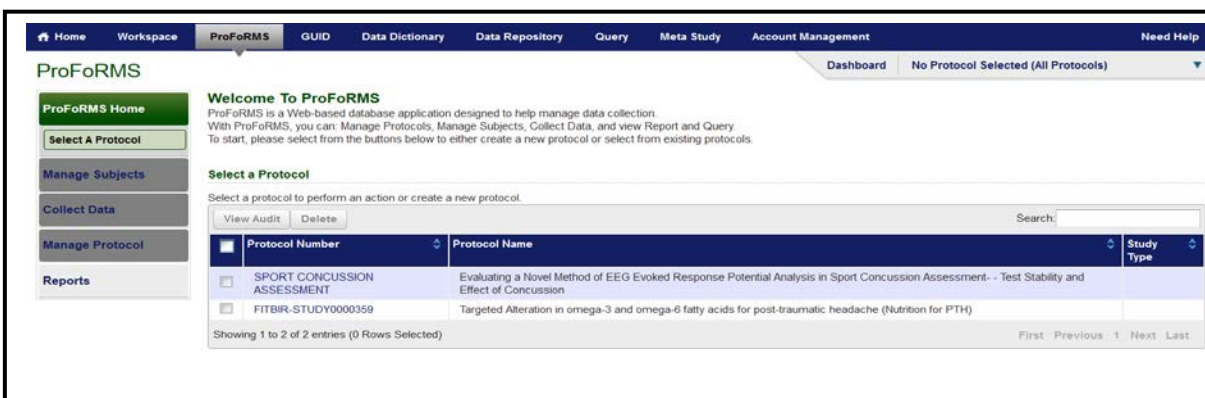 Home Workspace ProFoRMS GUID Data Dictionary Data Repository Query Meta Study Account Management Need Help
ProFoRMS
Dashboard No Protocol Selected (All Protocols)
ProFoRMS Home
Select A Protocol
Manage Subjects
Collect Data
Manage Protocol
Reports
Welcome To ProFoRMS
ProFoRMS is a Web-based database application designed to help manage data collection.
With ProFoRMS, you can: Manage Protocols, Manage Subjects, Collect Data, and view Report and Query.
To start, please select from the buttons below to either create a new protocol or select from existing protocols.
Select a Protocol
Select a protocol to perform an action or create a new protocol.
View Audit Delete Search:
Protocol Number Protocol Name Study
Type
SPORT CONCUSSION Evaluating a Novel Method of EEG Evoked Response Potential Analysis in Sport Concussion Assessment- - Test Stability and
ASSESSMENT Effect of Concussion
FITBIR-STUDY0000359 Targeted Alteration in omega-3 and omega-6 fatty acids for post-traumatic headache (Nutrition for PTH)
Showing 1 to 2 of 2 entries (0 Rows Selected) First Previous 1 Next Last